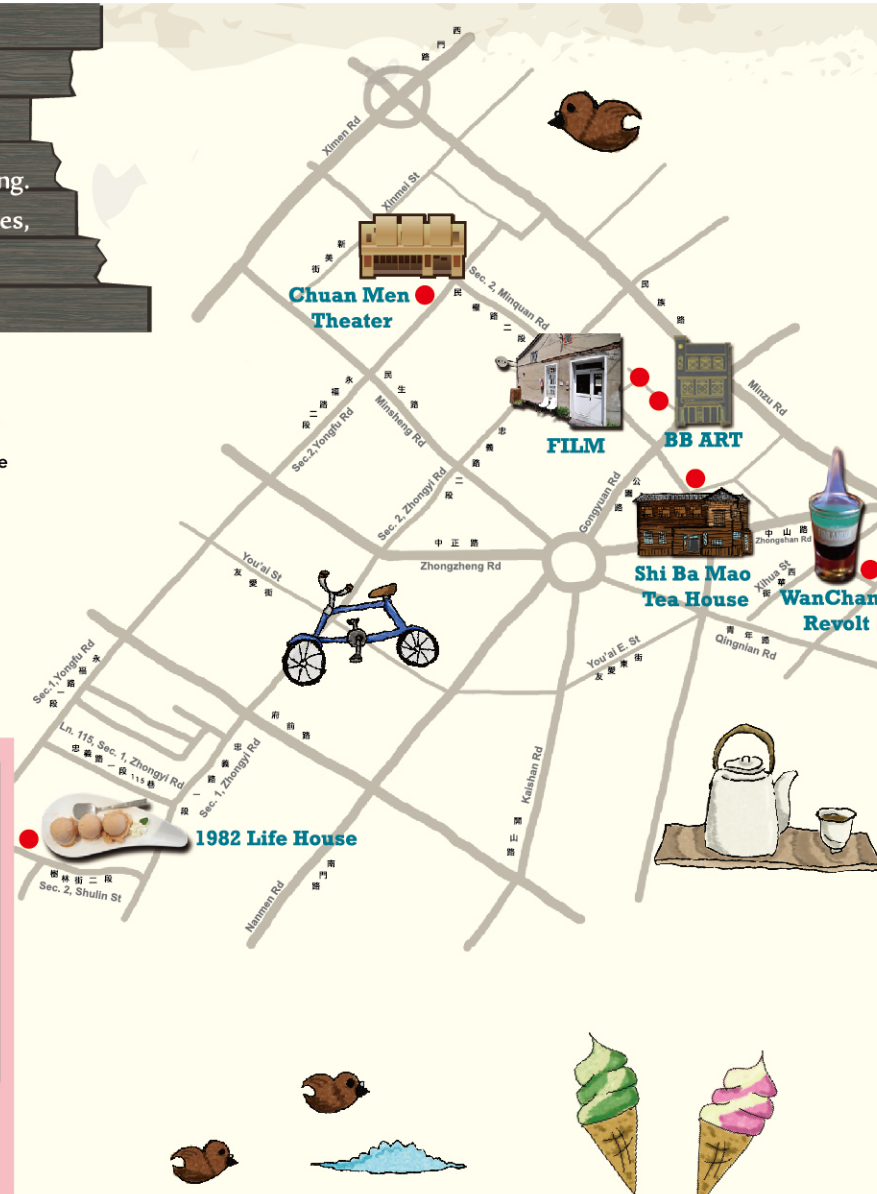 ng.
es,
e
西門路
Ximen Rd
Xinmei St
新美街
Chuan Men
Theater
Sec. 2, Minquan Rd
民權路二段
民族路
Minzu Rd
永福路二段
Sec.2,Yongfu Rd
民生路
Minsheng Rd
FILM
BB ART
忠義路二段
Sec. 2, Zhongyi Rd
Gongyuan Rd
公園路
中正路
Zhongzheng Rd
Shi Ba Mao
Tea House
中山路
Zhongshan Rd
Xihua St
西華街
WanChan
Revolt
青年路
Qingnian Rd
You'ai St
友愛街
You'ai E. St
友愛東街
Sec.1,Yongfu Rd
永福路一段
Ln. 115, Sec. 1, Zhongyi Rd
忠義路一段115巷
府前路
忠義路一段
Sec. 1, Zhongyi Rd
1982 Life House
樹林街二段
Sec. 2, Shulin St
Kaishan Rd
開山路
Nanmen Rd
南門路